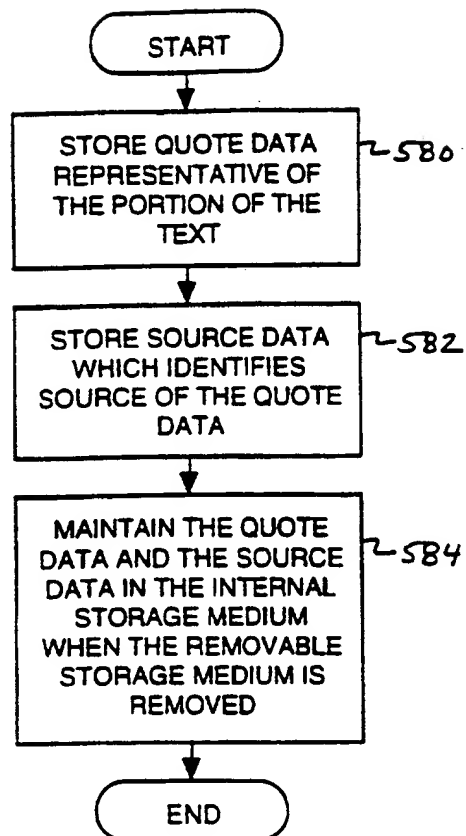 START
STORE QUOTE DATA
REPRESENTATIVE OF
THE PORTION OF THE
TEXT
580
STORE SOURCE DATA
WHICH IDENTIFIES
SOURCE OF THE QUOTE
DATA
582
MAINTAIN THE QUOTE
DATA AND THE SOURCE
DATA IN THE INTERNAL
STORAGE MEDIUM
WHEN THE REMOVABLE
STORAGE MEDIUM IS
REMOVED
584
END